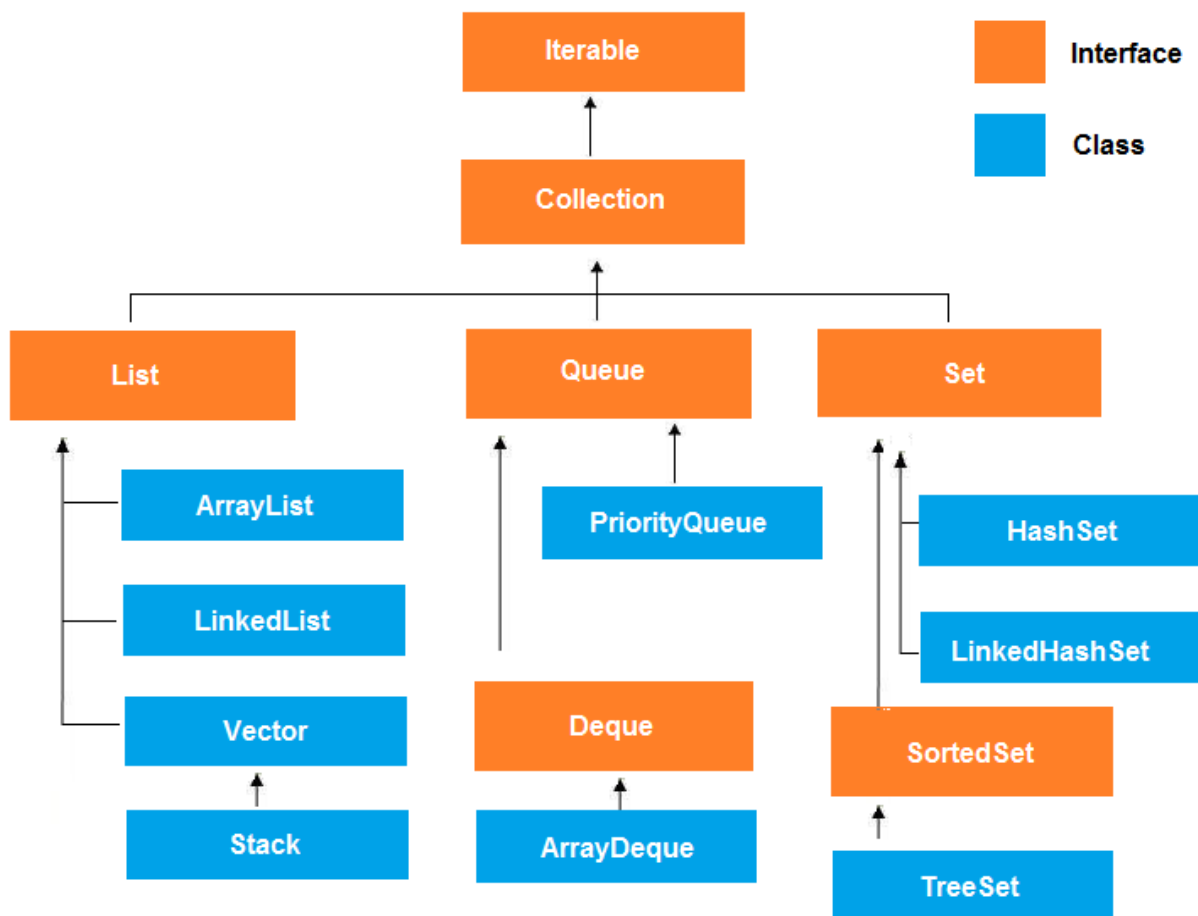 Iterable
Interface
Class
Collection
List
Queue
Set
ArrayList
PriorityQueue
HashSet
LinkedList
LinkedHashSet
Vector
Deque
SortedSet
Stack
ArrayDeque
TreeSet